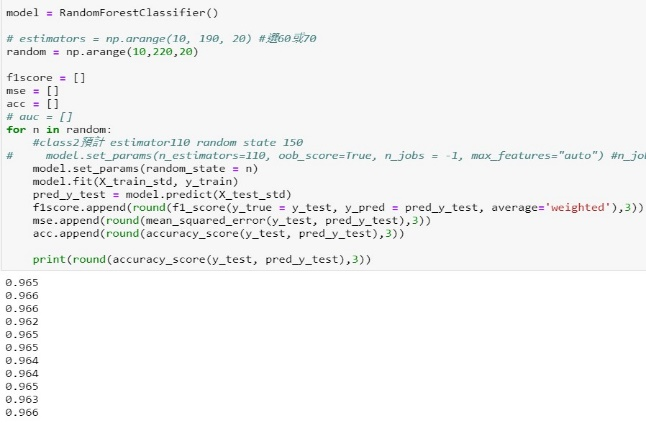 model = RandomForestClassifier()
# estimators = np.arange(10, 190, 20) #選60或70
random = np.arange(10,220,20)
f1score = []
mse = []
acc = []
# auc = []
for n in random:
#class2預計 estimator110 random state 150
# model.set_params(n_estimators=110, oob_score=True, n_jobs = -1, max_features="auto") #n_jo
model.set_params(random_state = n)
model.fit(X_train_std, y_train)
pred_y_test = model.predict(X_test_std)
f1score.append(round(f1_score(y_true = y_test, y_pred = pred_y_test, average='weighted'),3))
mse.append(round(mean_squared_error(y_test, pred_y_test),3))
acc.append(round(accuracy_score(y_test, pred_y_test),3))
print(round(accuracy_score(y_test, pred_y_test),3))
0.965
0.966
0.966
0.962
0.965
0.965
0.964
0.964
0.965
0.963
0.966